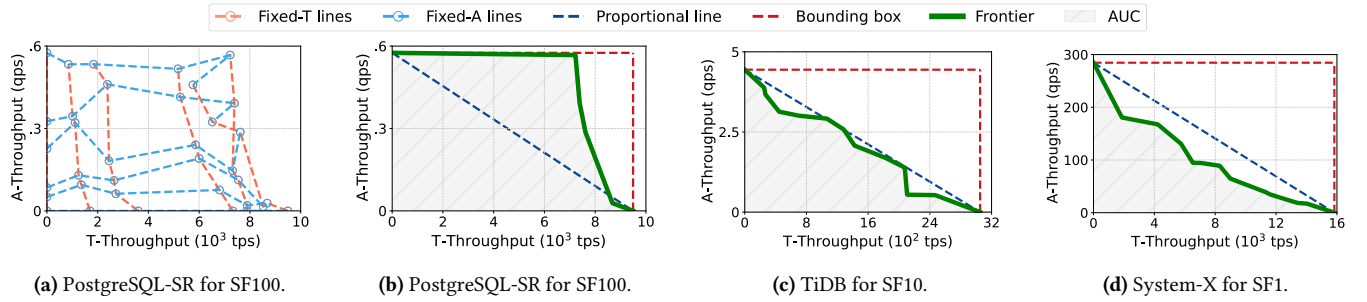 Fixed-T lines Fixed-A lines Proportional line Bounding box Frontier AUC
A-Throughput (qps)
.6
.3
0
0 2 4 6 8 10
T-Throughput (10³ tps)
(a) PostgreSQL-SR for SF100.
A-Throughput (qps)
.6
.3
0
0 2 4 6 8 10
T-Throughput (10³ tps)
(b) PostgreSQL-SR for SF100.
A-Throughput (qps)
5
2.5
0
0 8 16 24 32
T-Throughput (10² tps)
(c) TiDB for SF10.
A-Throughput (qps)
300
200
100
0
0 4 8 12 16
T-Throughput (10³ tps)
(d) System-X for SF1.